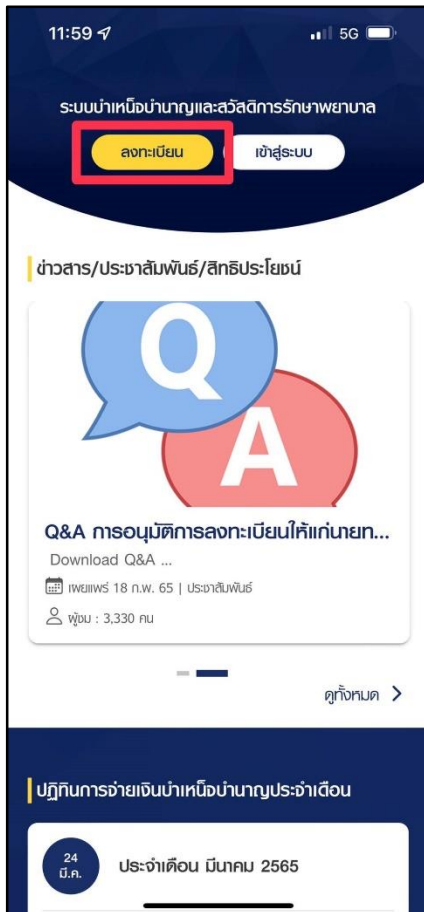 11:59
5G
ระบบบำเหน็จบำนาญและสวัสดิการรักษาพยาบาล
ลงทะเบียน
เข้าสู่ระบบ
ข่าวสาร/ประชาสัมพันธ์/สิทธิประโยชน์
Q
A
Q&A การอนุมัติการลงทะเบียนให้แก่นายท...
Download Q&A ...
เผยแพร่ 18 ก.พ. 65 | ประชาสัมพันธ์
ผู้ชม : 3,330 คน
ดูทั้งหมด
ปฏิทินการจ่ายเงินบำเหน็จบำนาญประจำเดือน
24
มี.ค.
ประจำเดือน มีนาคม 2565